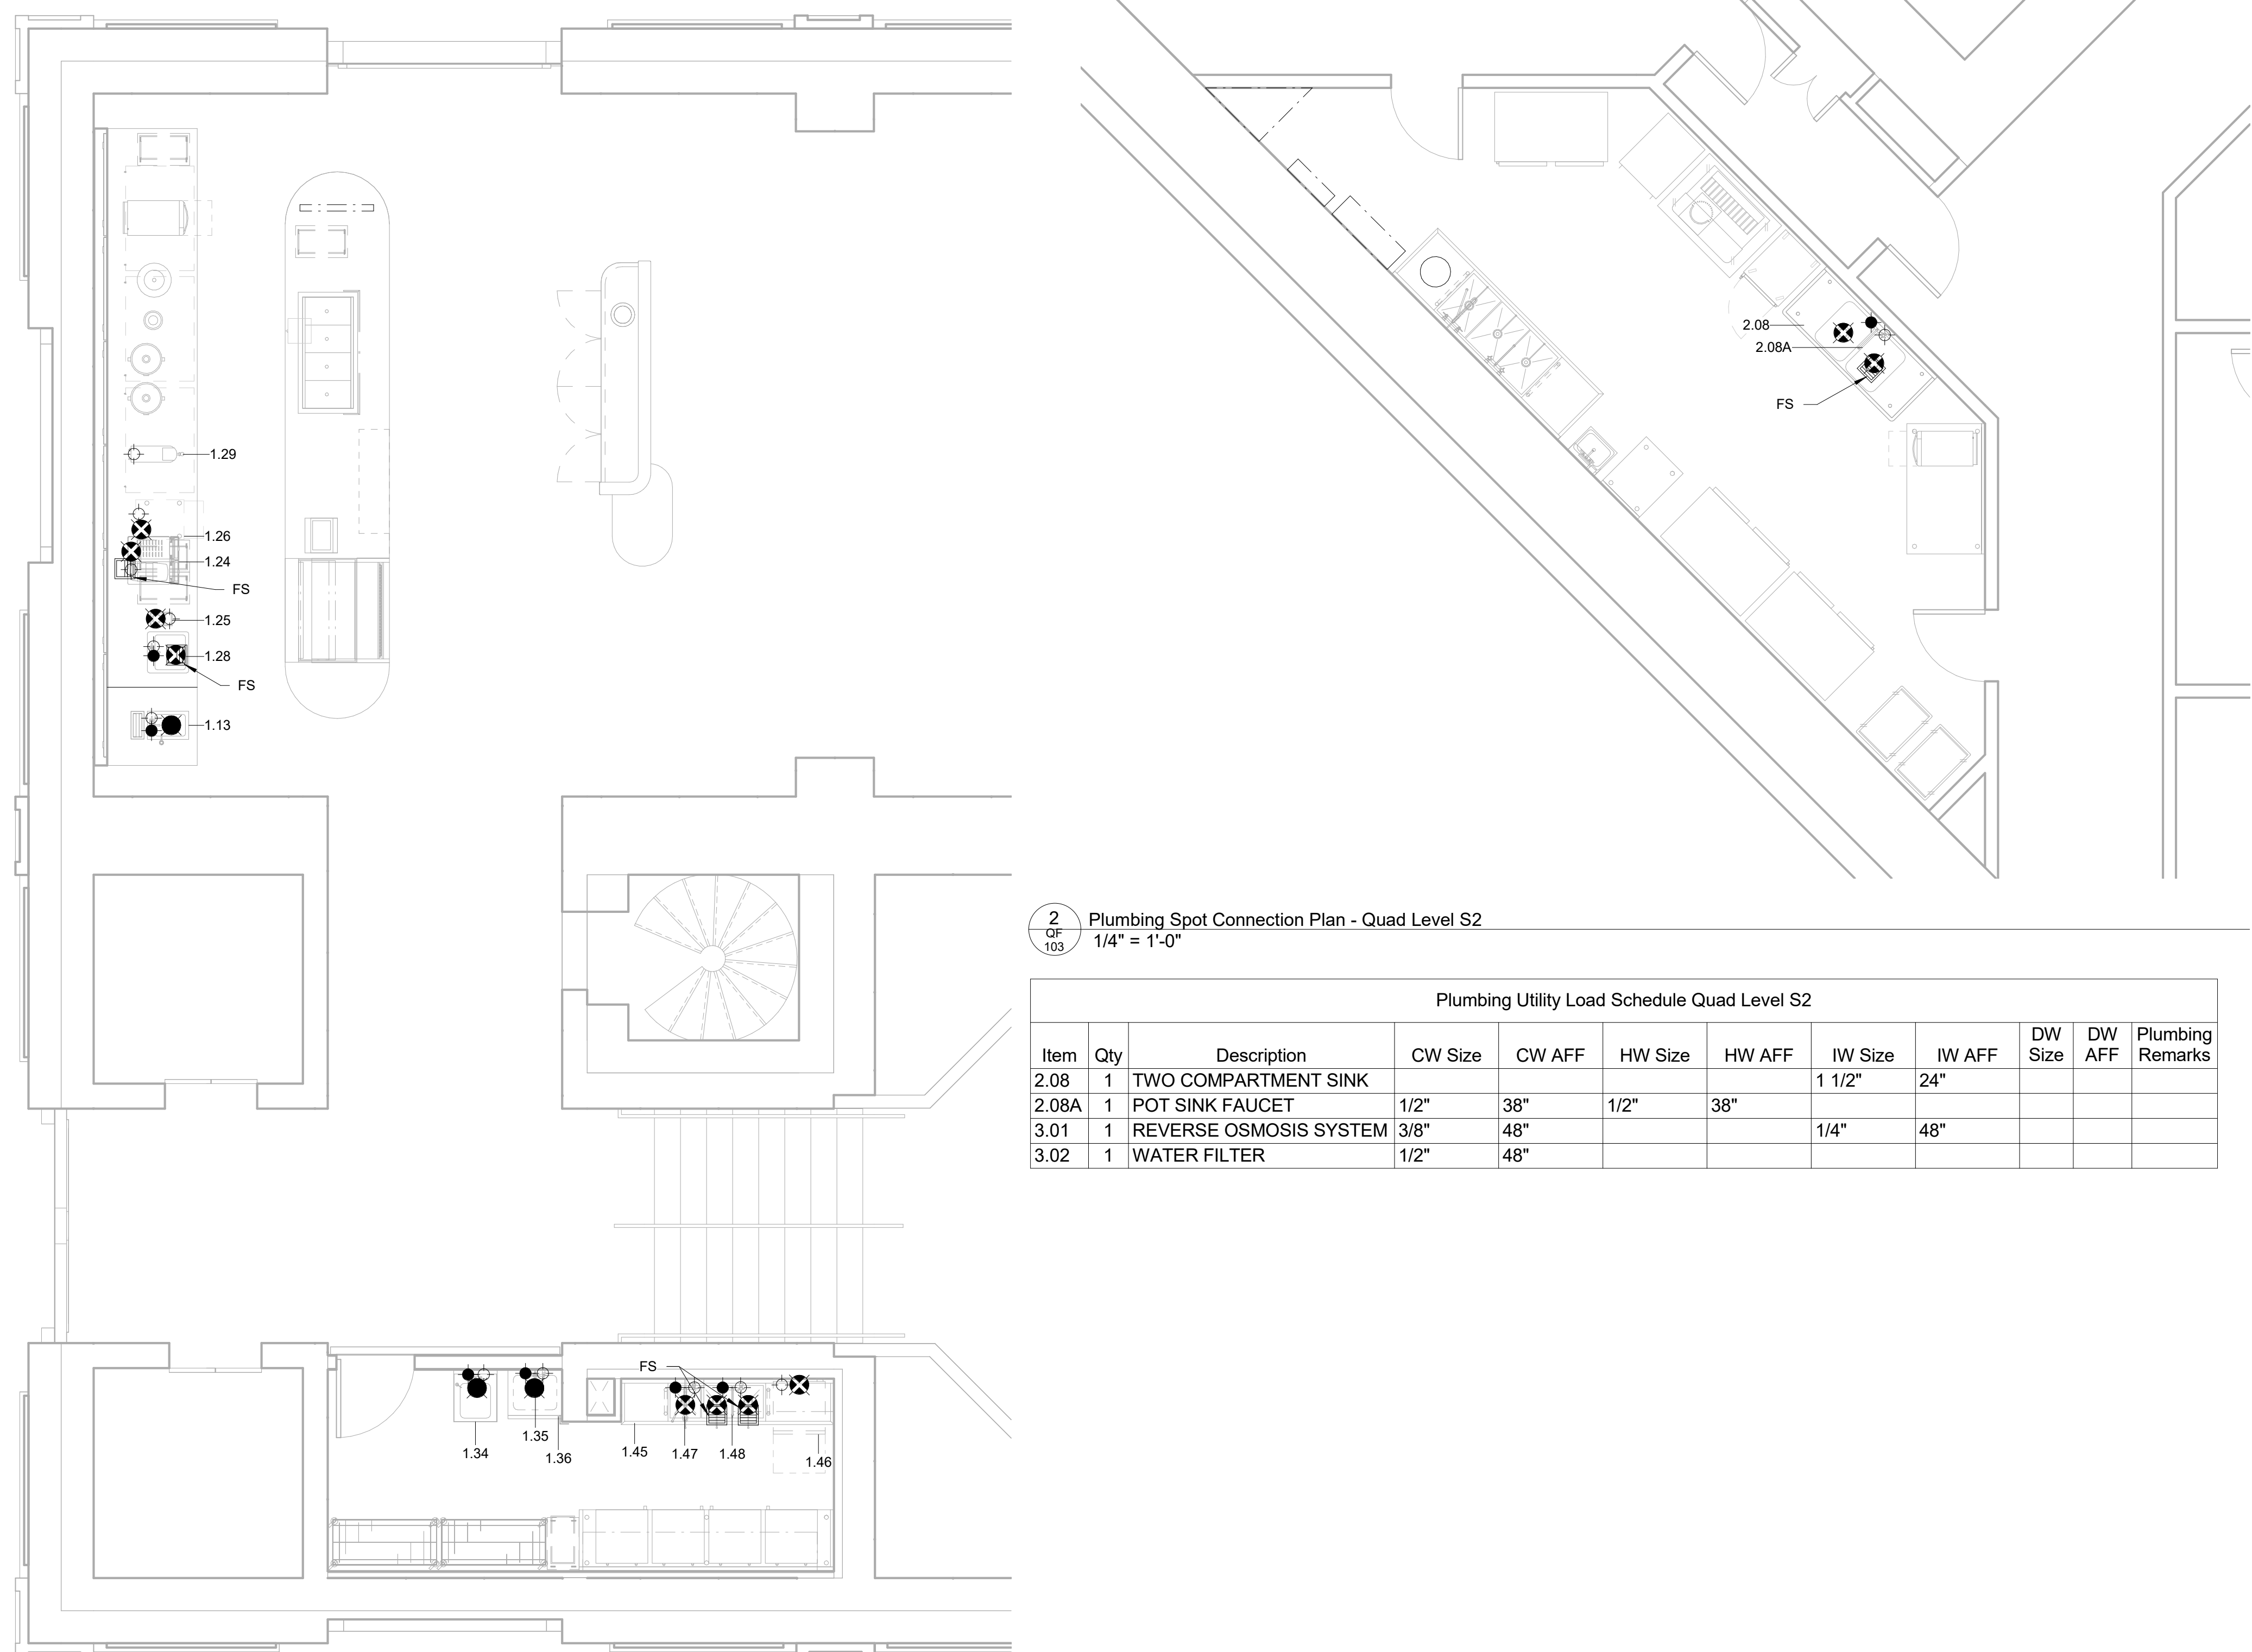 1.29
1.26
1.24
FS
1.25
1.28
FS
1.13
FS
1.34
1.35
1.36
1.45
1.47
1.48
1.46
2.08
2.08A
FS
2
QF
103
Plumbing Spot Connection Plan - Quad Level S2
1/4" = 1'-0"
Plumbing Utility Load Schedule Quad Level S2
Item Qty Description CW Size CW AFF HW Size HW AFF IW Size IW AFF DW Size DW AFF Plumbing Remarks
2.08 1 TWO COMPARTMENT SINK 1 1/2" 24"
2.08A 1 POT SINK FAUCET 1/2" 38" 1/2" 38"
3.01 1 REVERSE OSMOSIS SYSTEM 3/8" 48" 1/4" 48"
3.02 1 WATER FILTER 1/2" 48"